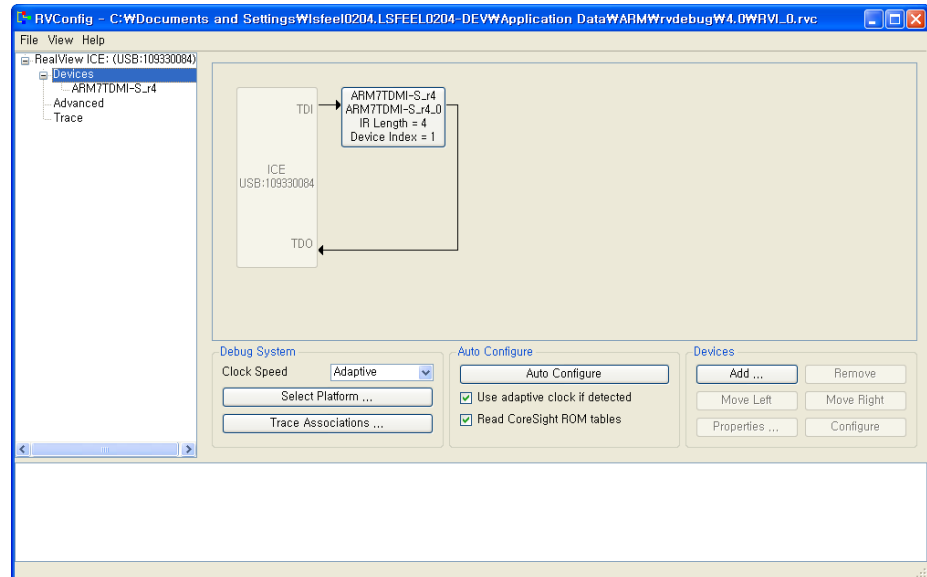 RVConfig - C:₩Documents and Settings₩lsfeel0204.LSFEEL0204-DEV₩Application Data₩ARM₩rvdebug₩4.0₩RVI_0.rvc
File View Help
RealView ICE: (USB:109330084)
Devices
ARM7TDMI-S_r4
Advanced
Trace
TDI
ICE
USB:109330084
TDO
ARM7TDMI-S_r4
ARM7TDMI-S_r4_0
IR Length = 4
Device Index = 1
Debug System
Clock Speed Adaptive
Select Platform ...
Trace Associations ...
Auto Configure
Auto Configure
Use adaptive clock if detected
Read CoreSight ROM tables
Devices
Add ... Remove
Move Left Move Right
Properties ... Configure